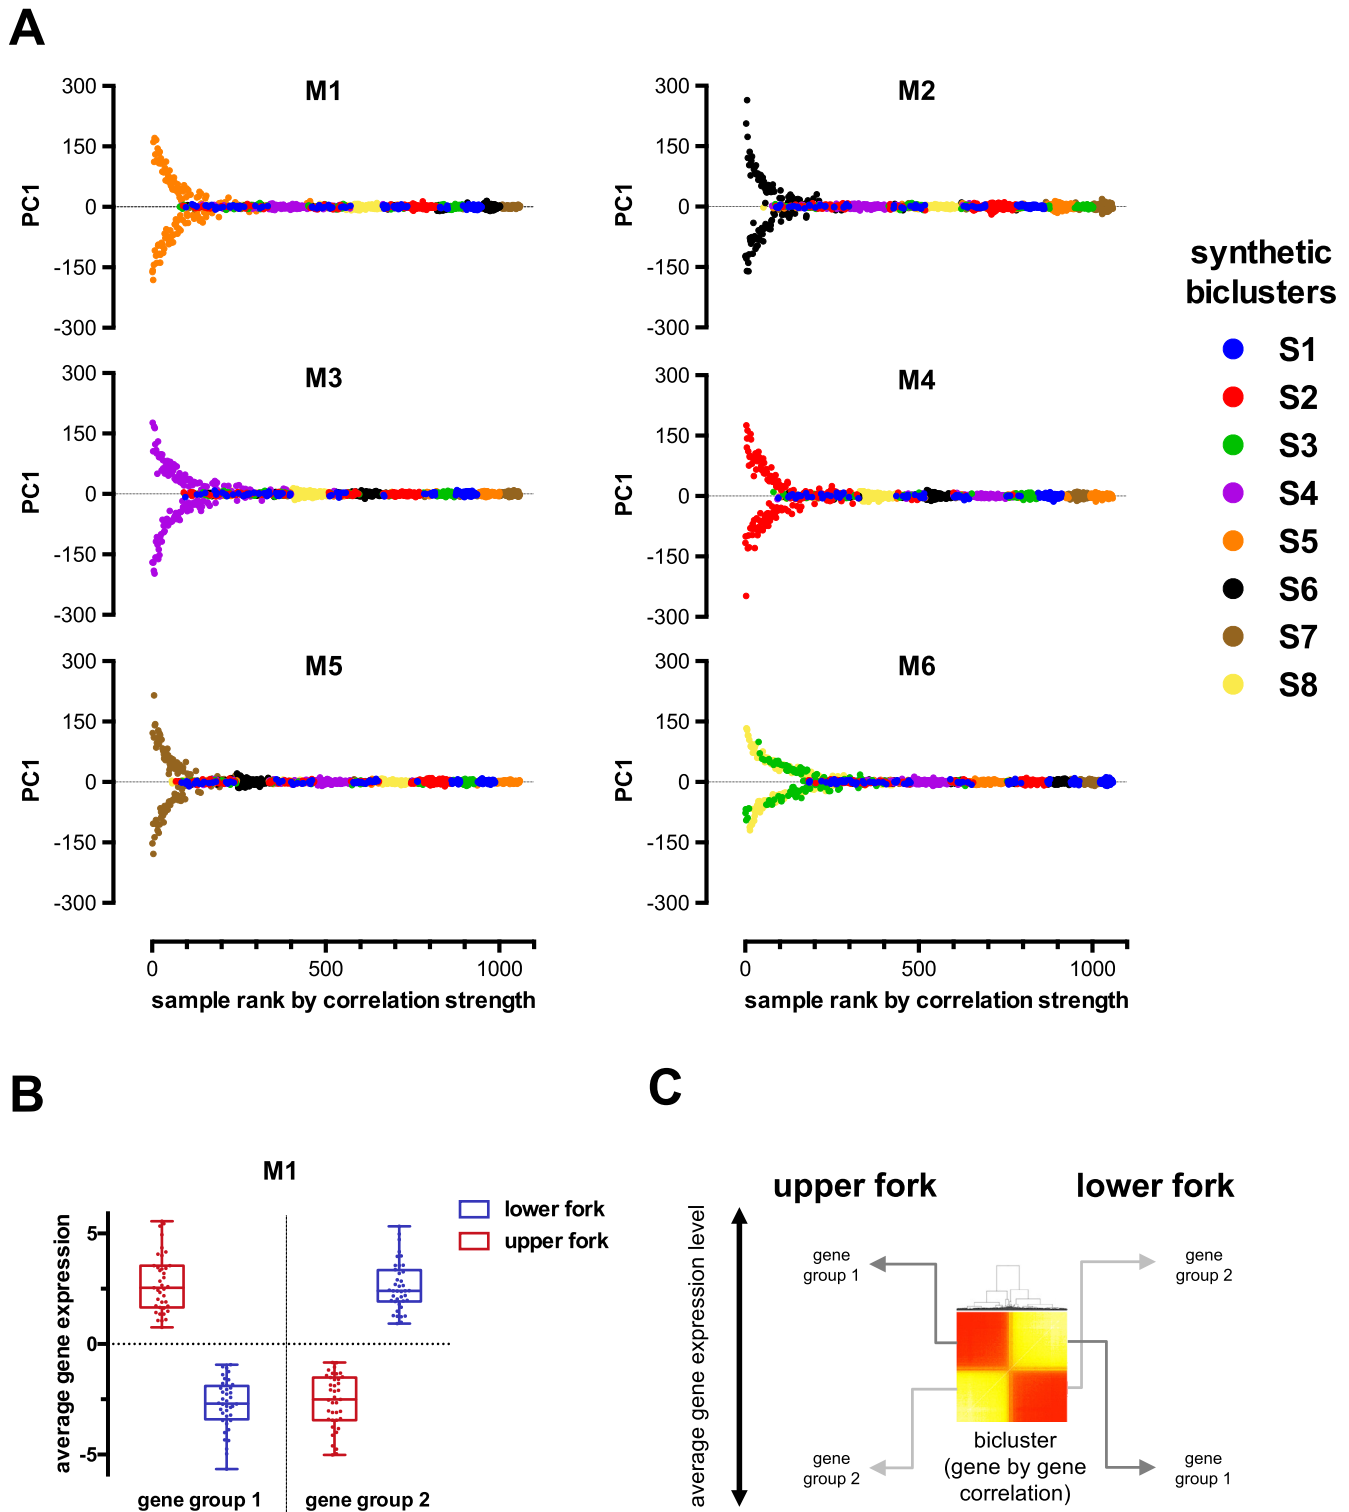 A
M1
300
150
0
-150
-300
PC1
M2
300
150
0
-150
-300
PC1
M3
300
150
0
-150
-300
PC1
M4
300
150
0
-150
-300
PC1
M5
300
150
0
-150
-300
PC1
M6
300
150
0
-150
-300
PC1
0
500
1000
sample rank by correlation strength
0
500
1000
sample rank by correlation strength
synthetic
biclusters
S1
S2
S3
S4
S5
S6
S7
S8
B
M1
average gene expression
5
0
-5
gene group 1
gene group 2
lower fork
upper fork
C
upper fork
lower fork
average gene expression level
gene
group 1
gene
group 2
gene
group 2
gene
group 1
bicluster
(gene by gene
correlation)